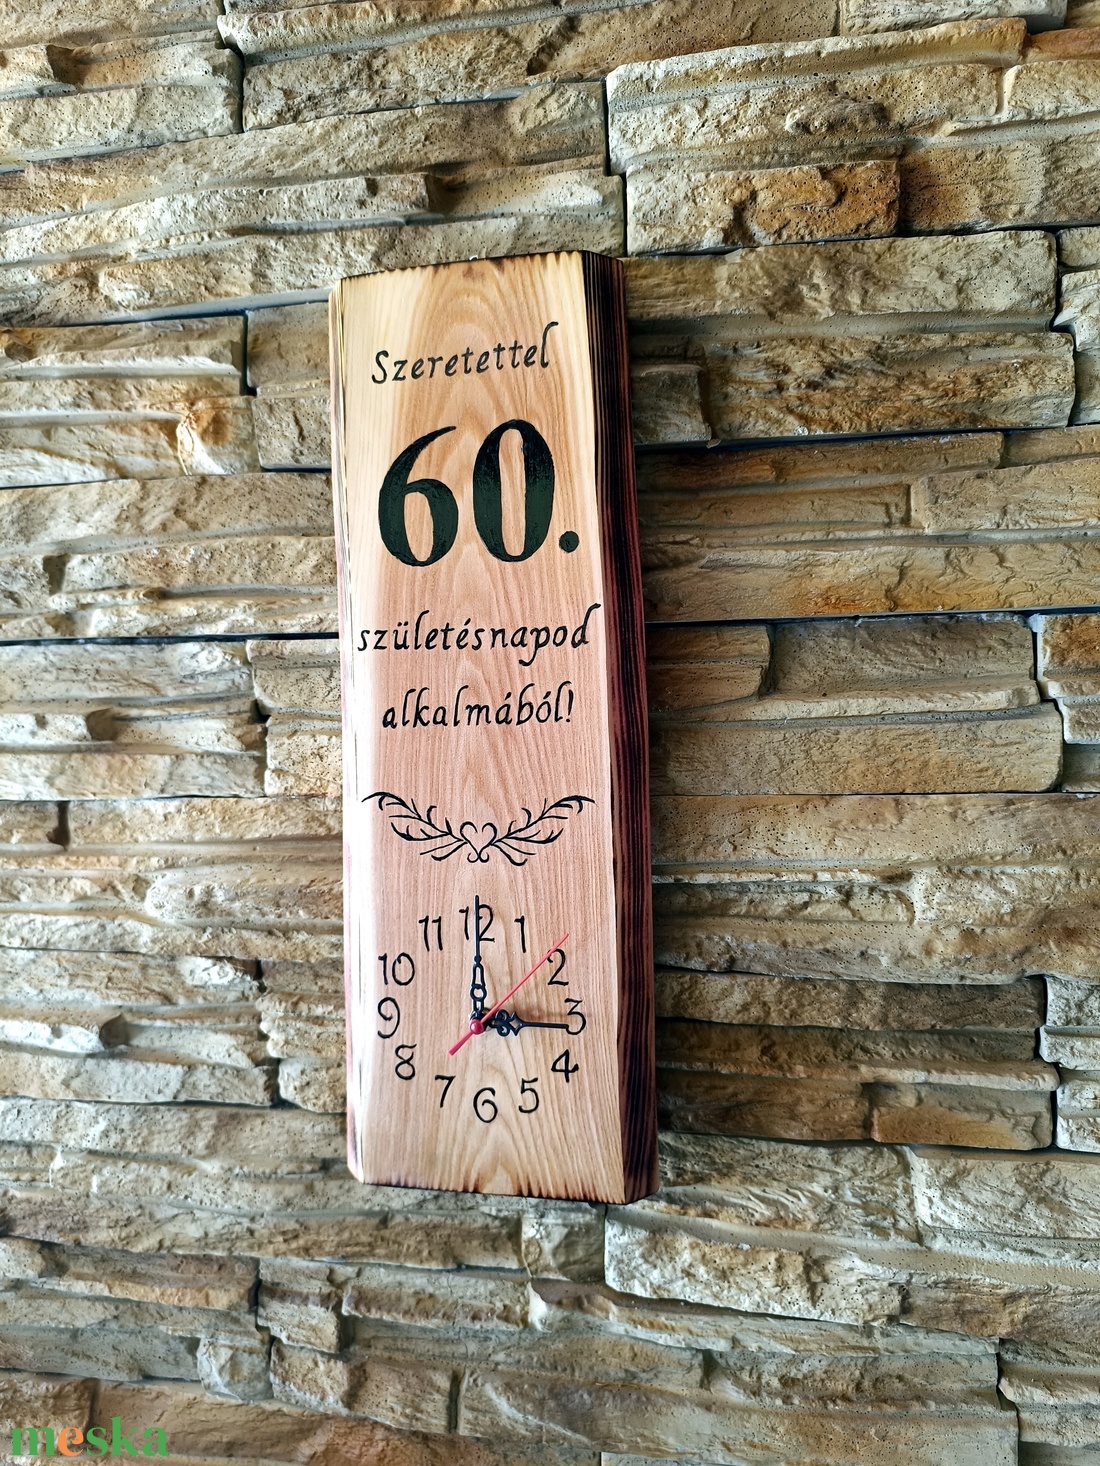 Szeretettel
60.
születésnapod
alkalmából!
11 12 1
10 2
9 3
8 4
7 6 5
meska